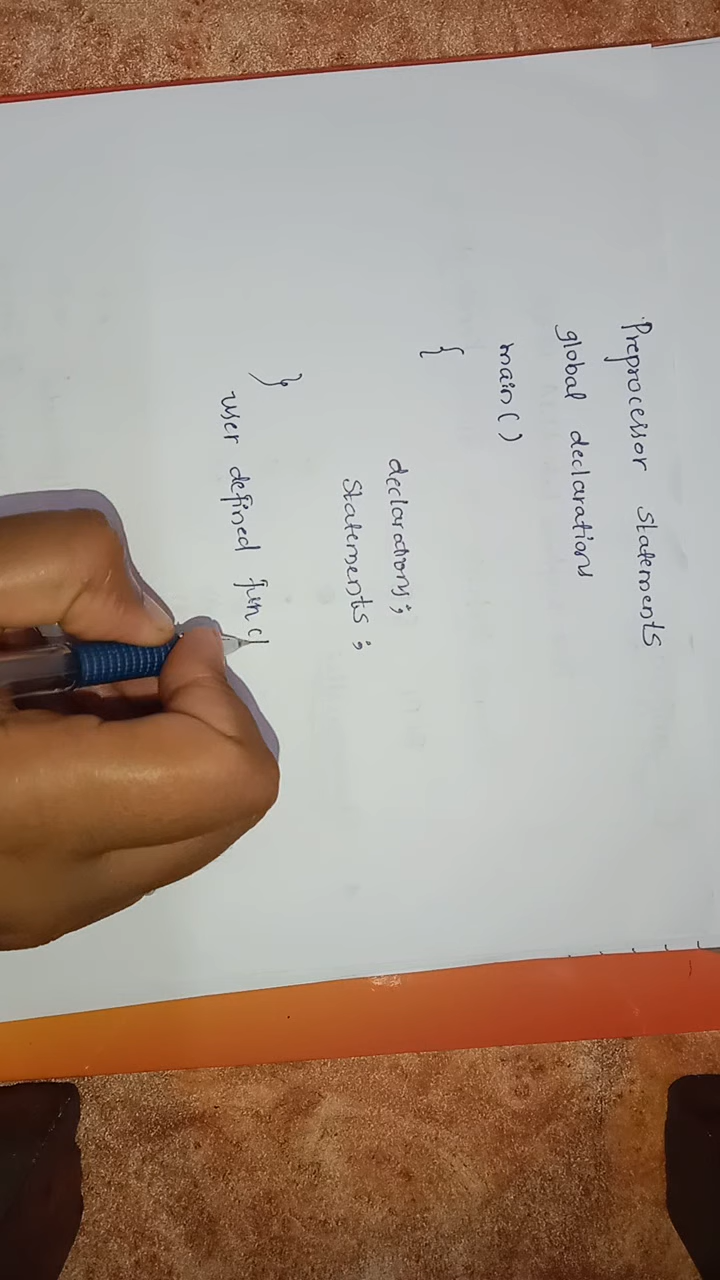 Preprocessor statements
global declarations
main()
{
declarations;
statements;
}
user defined func